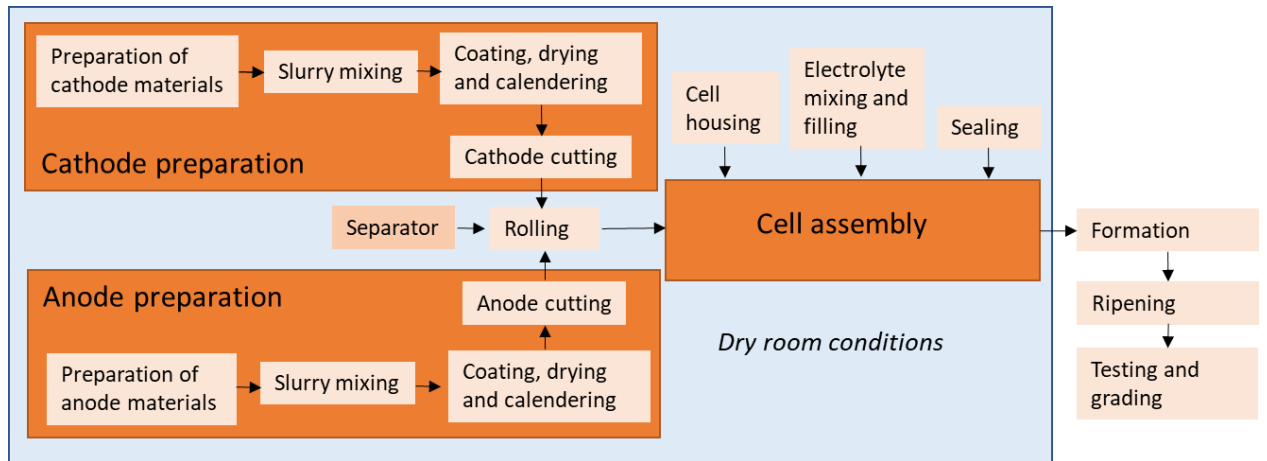 Preparation of
cathode materials
Slurry mixing
Coating, drying
and calendering
Cathode preparation
Cathode cutting
Cell
housing
Electrolyte
mixing and
filling
Sealing
Separator
Rolling
Cell assembly
Formation
Anode preparation
Anode cutting
Ripening
Dry room conditions
Preparation of
anode materials
Slurry mixing
Coating, drying
and calendering
Testing and
grading